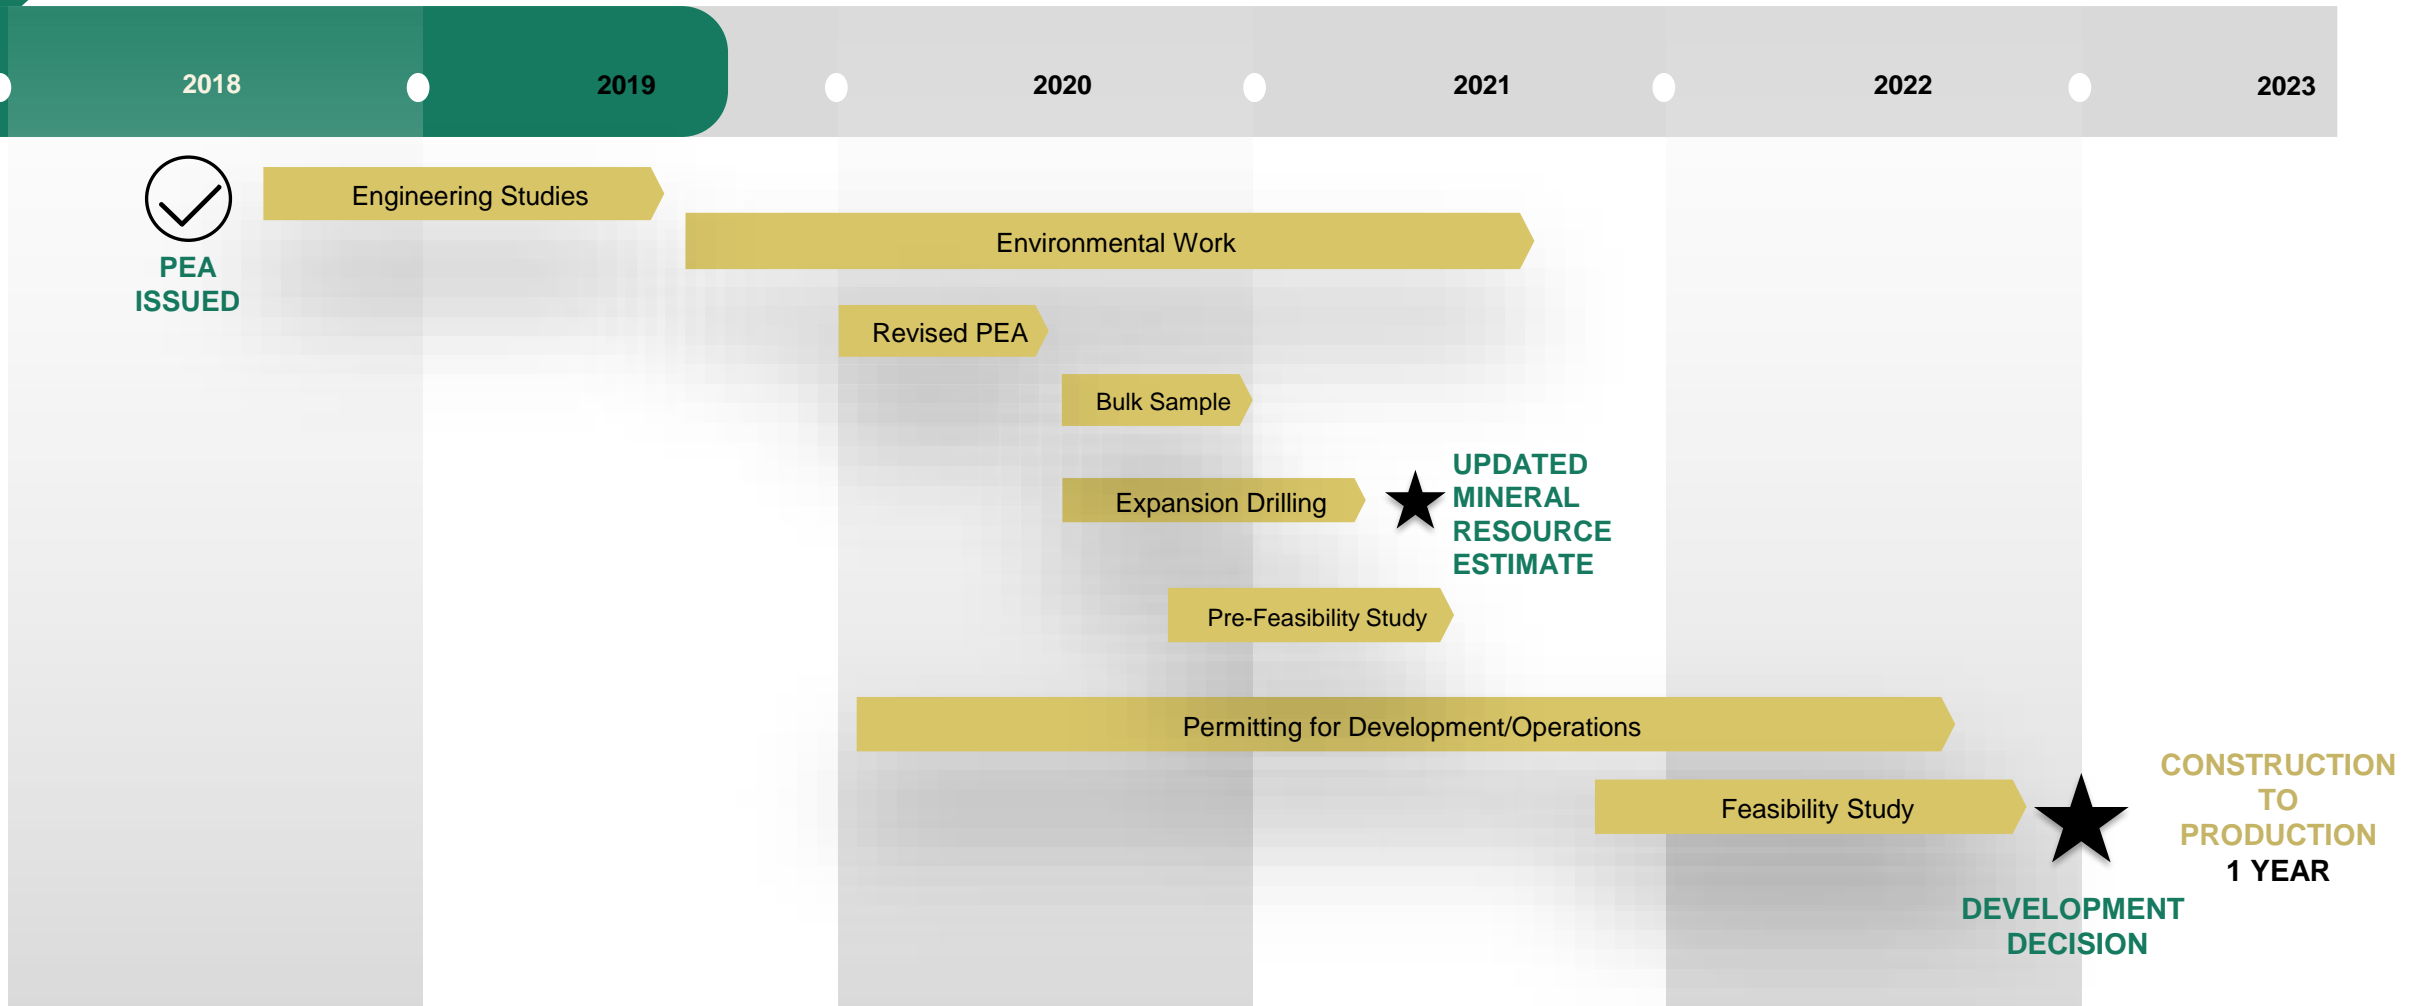 2018
2019
2020
2021
2022
2023
Engineering Studies
PEA
ISSUED
Environmental Work
Revised PEA
Bulk Sample
Expansion Drilling
UPDATED
MINERAL
RESOURCE
ESTIMATE
Pre-Feasibility Study
Permitting for Development/Operations
Feasibility Study
CONSTRUCTION
TO
PRODUCTION
1 YEAR
DEVELOPMENT
DECISION